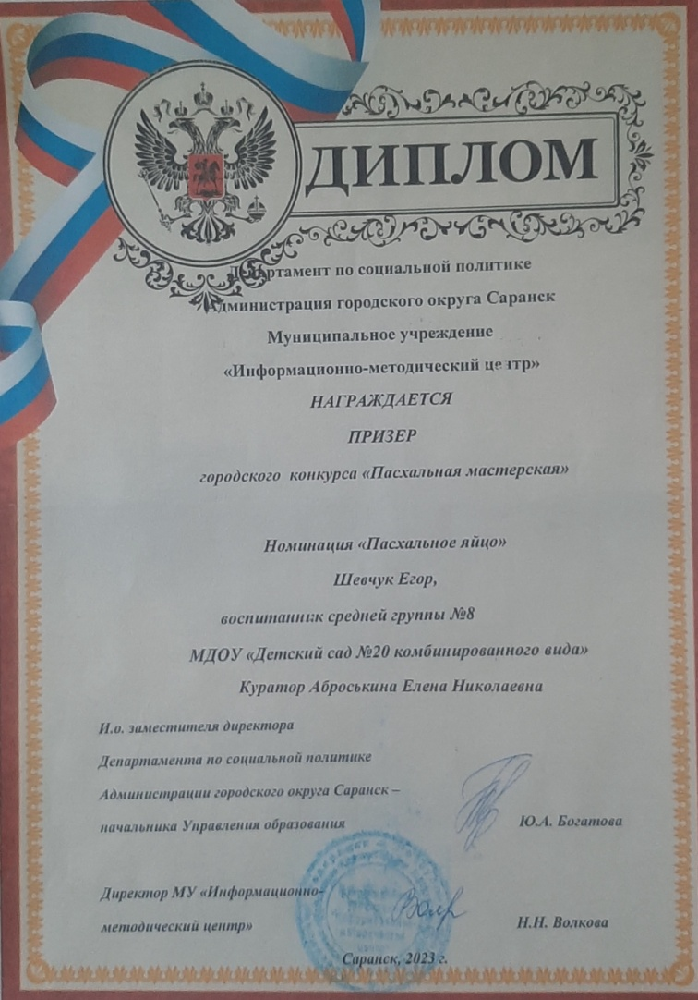 ДИПЛОМ
Департамент по социальной политике
Администрация городского округа Саранск
Муниципальное учреждение
«Информационно-методический центр»
НАГРАЖДАЕТСЯ
ПРИЗЕР
городского конкурса «Пасхальная мастерская»
Номинация «Пасхальное яйцо»
Шевчук Егор,
воспитанник средней группы №8
МДОУ «Детский сад №20 комбинированного вида»
Куратор Аброськина Елена Николаевна
И.о. заместителя директора
Департамента по социальной политике
Администрации городского округа Саранск –
начальника Управления образования
Ю.А. Богатова
Директор МУ «Информационно-
методический центр»
Н.Н. Волкова
Саранск, 2023 г.